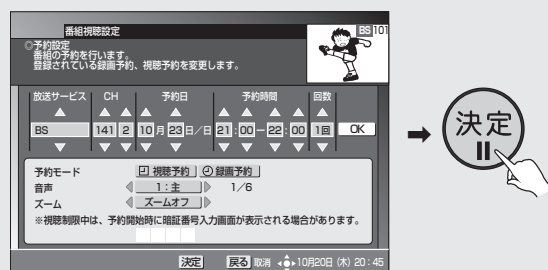 番組視聴設定
BS101
◎予約設定
番組の予約を行います。
登録されている録画予約、視聴予約を変更します。
放送サービス CH 予約日 予約時間 回数
BS 141 2 10月23日/日 21:00-22:00 1回 OK
予約モード 視聴予約 録画予約
音声 1:主 1/6
ズーム ズームオフ
※視聴制限中は、予約開始時に暗証番号入力画面が表示される場合があります。
決定 戻る 取消 10月20日 (木) 20:45
決定